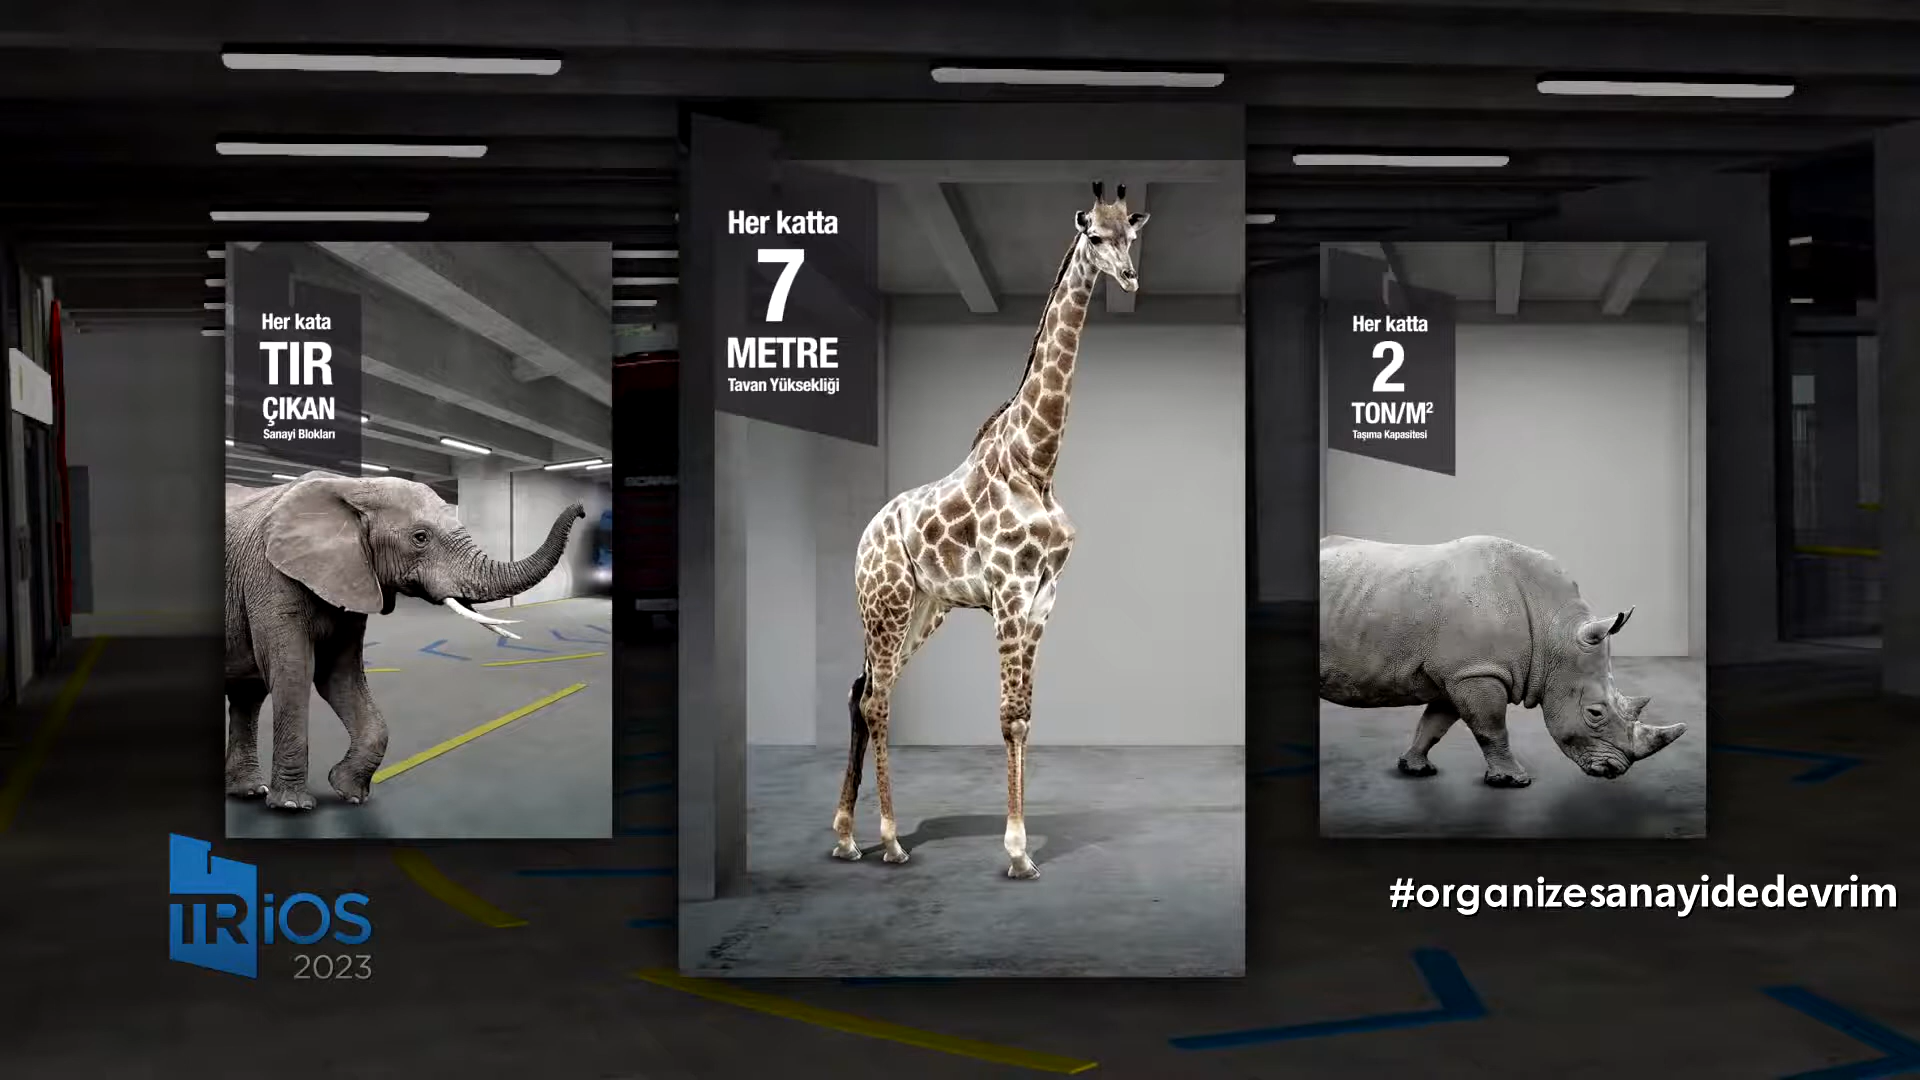 Her kata
TIR
ÇIKAN
Sanayi Blokları
Her katta
7
METRE
Tavan Yüksekliği
Her katta
2
TON/M²
Taşıma Kapasitesi
TRiOS
2023
#organizesanayidedevrim